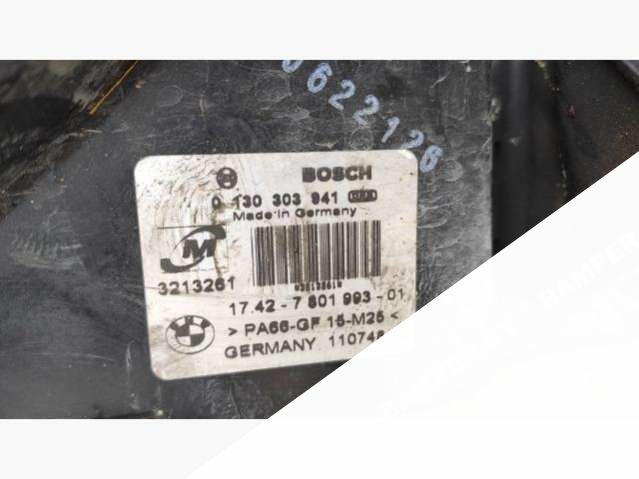 0622126
BOSCH
0 130 303 941
Made in Germany
M
3213261
17.42-7 801 993-01
> PA66-GF 15-M25 <
GERMANY 110748
BMW